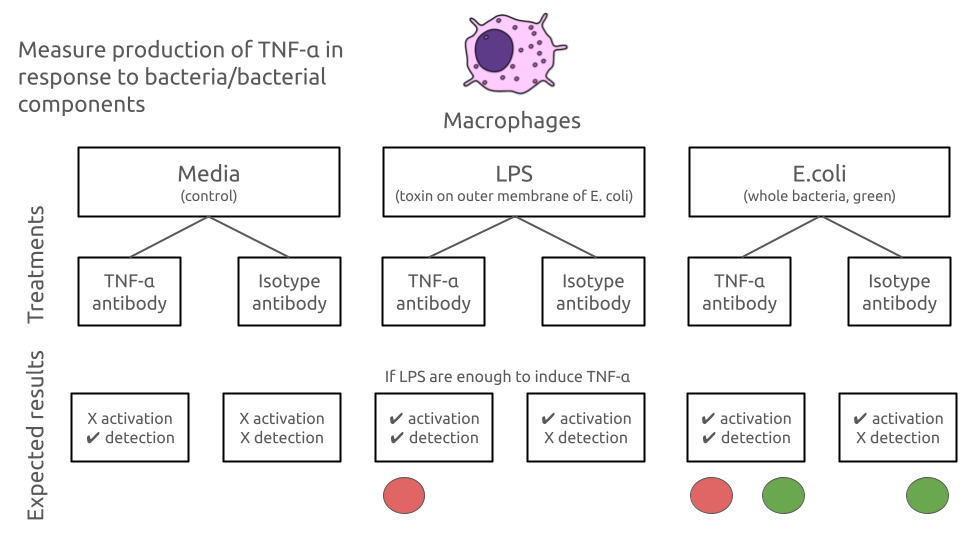 Measure production of TNF-α in
response to bacteria/bacterial
components
Macrophages
Treatments
Media
(control)
LPS
(toxin on outer membrane of E. coli)
E.coli
(whole bacteria, green)
TNF-α
antibody
Isotype
antibody
TNF-α
antibody
Isotype
antibody
TNF-α
antibody
Isotype
antibody
Expected results
If LPS are enough to induce TNF-α
X activation
✔ detection
X activation
X detection
✔ activation
✔ detection
✔ activation
X detection
✔ activation
✔ detection
✔ activation
X detection